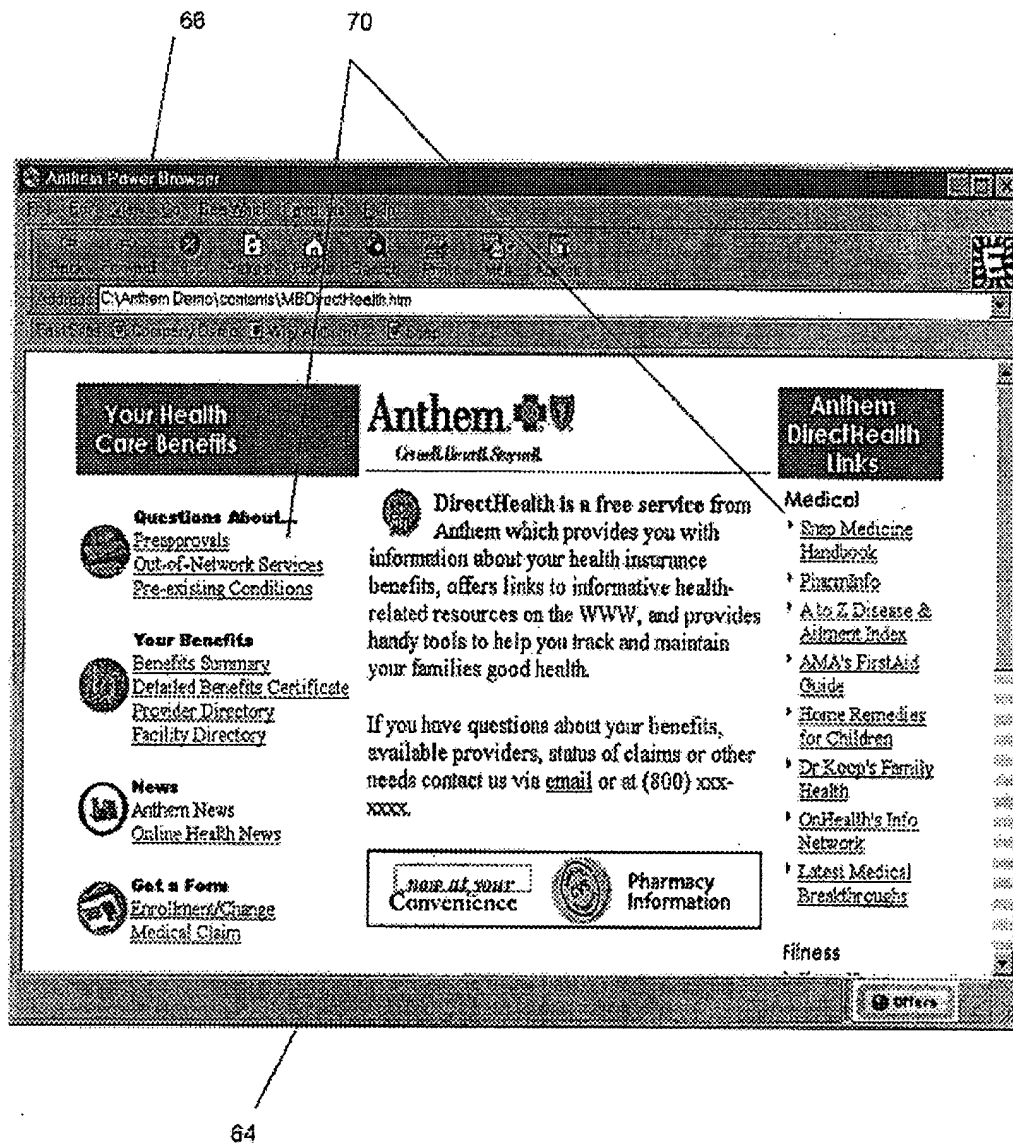 68 70
Anthem Power Browser
Address C:\Anthem Demo\contents\MBDirectHealth.htm
Your Health
Care Benefits
Questions About...
Preapprovals
Out-of-Network Services
Pre-existing Conditions
Your Benefits
Benefits Summary
Detailed Benefits Certificate
Provider Directory
Facility Directory
News
Anthem News
Online Health News
Get a Form
Enrollment/Change
Medical Claim
Anthem
DirectHealth is a free service from
Anthem which provides you with
information about your health insurance
benefits, offers links to informative health-
related resources on the WWW, and provides
handy tools to help you track and maintain
your families good health.
If you have questions about your benefits,
available providers, status of claims or other
needs contact us via email or at (800) xxx-
xxxx.
now at your
Convenience
Pharmacy
Information
Anthem
DirectHealth
Links
Medical
Snap Medicine
Handbook
PharmInfo
A to Z Disease &
Ailment Index
AMA's FirstAid
Guide
Home Remedies
for Children
Dr Koop's Family
Health
OnHealth's Info
Network
Latest Medical
Breakthroughs
Fitness
Offers
64